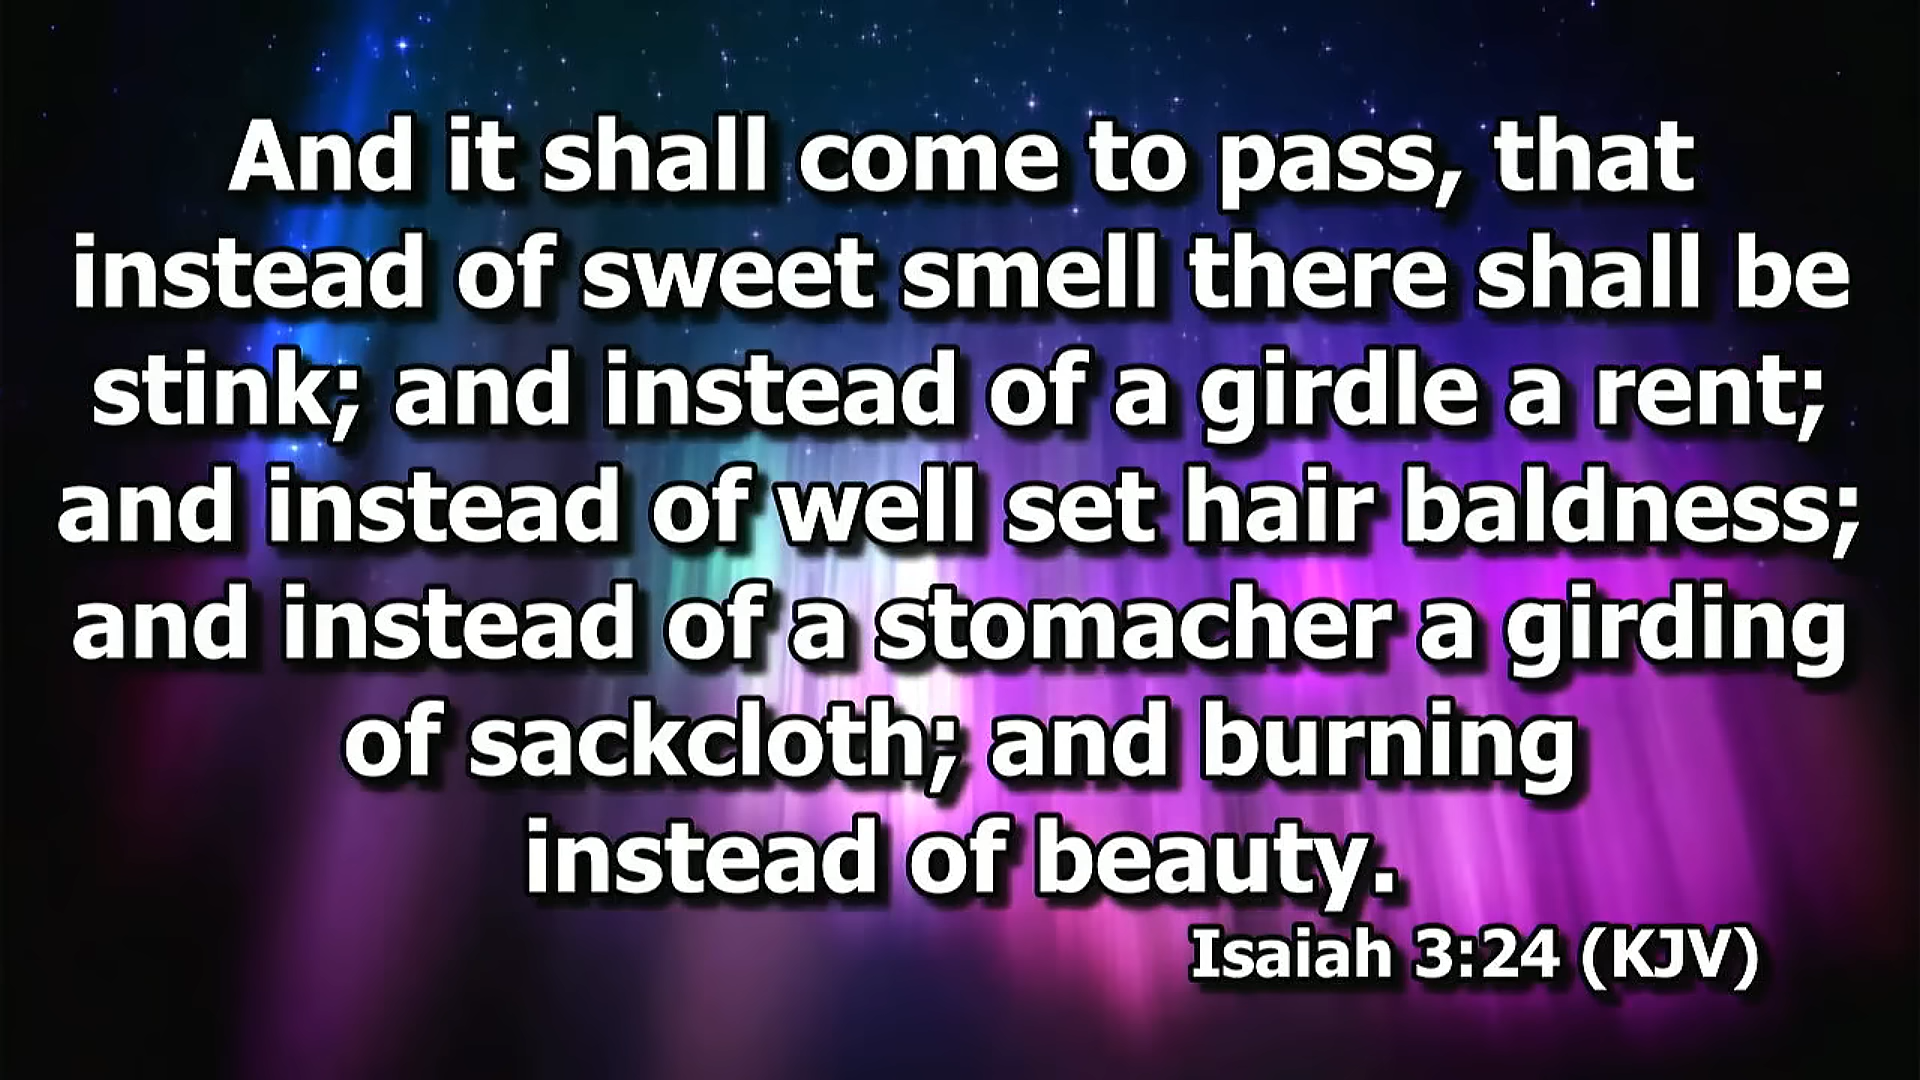 And it shall come to pass, that
instead of sweet smell there shall be
stink; and instead of a girdle a rent;
and instead of well set hair baldness;
and instead of a stomacher a girding
of sackcloth; and burning
instead of beauty.
Isaiah 3:24 (KJV)